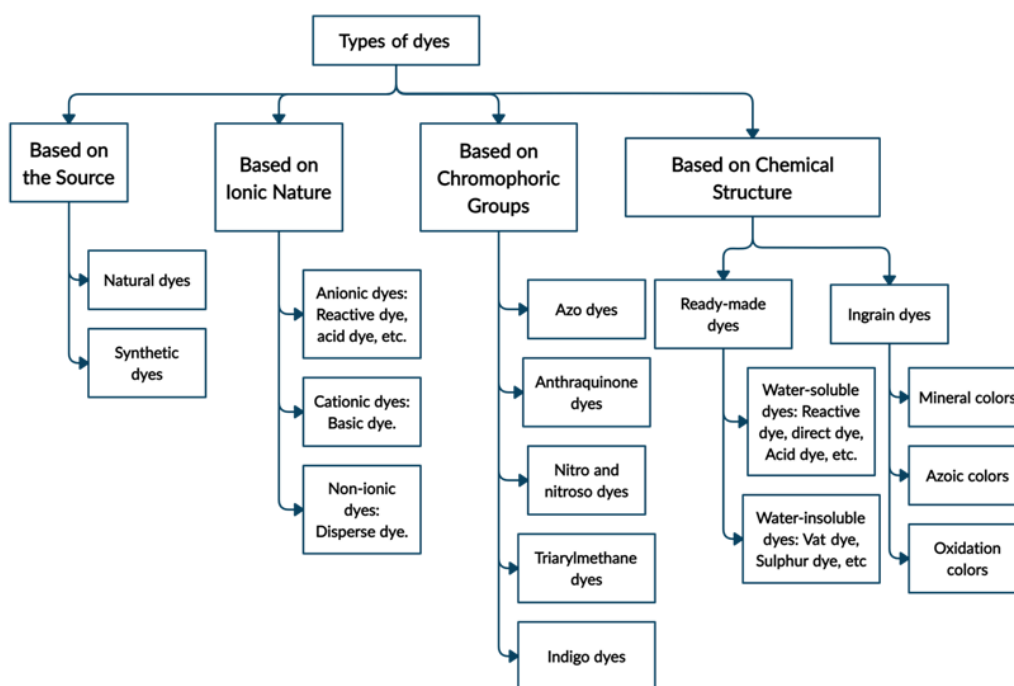 Types of dyes
Based on
the Source
Natural dyes
Synthetic
dyes
Based on
Ionic Nature
Anionic dyes:
Reactive dye,
acid dye, etc.
Cationic dyes:
Basic dye.
Non-ionic
dyes:
Disperse dye.
Based on
Chromophoric
Groups
Azo dyes
Anthraquinone
dyes
Nitro and
nitroso dyes
Triarylmethane
dyes
Indigo dyes
Based on Chemical
Structure
Ready-made
dyes
Water-soluble
dyes: Reactive
dye, direct dye,
Acid dye, etc.
Water-insoluble
dyes: Vat dye,
Sulphur dye, etc
Ingrain dyes
Mineral colors
Azoic colors
Oxidation
colors